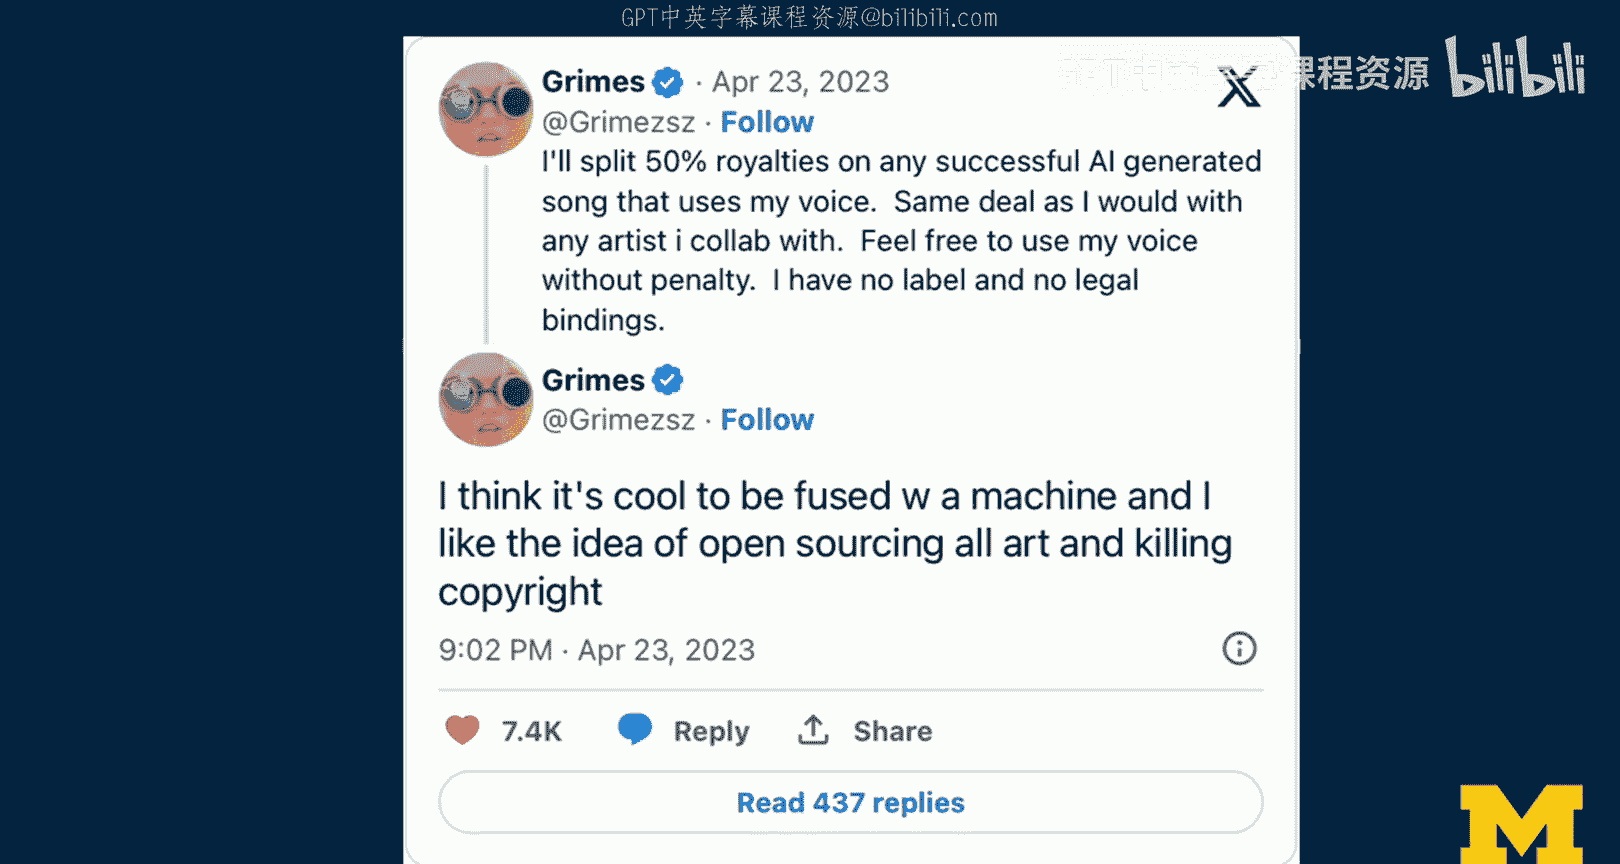 GPT中英字幕课程资源@bilibili.com
课程资源 bilibili
Grimes · Apr 23, 2023
@Grimezsz · Follow
I'll split 50% royalties on any successful AI generated
song that uses my voice.  Same deal as I would with
any artist i collab with.  Feel free to use my voice
without penalty.  I have no label and no legal
bindings.
Grimes
@Grimezsz · Follow
I think it's cool to be fused w a machine and I
like the idea of open sourcing all art and killing
copyright
9:02 PM · Apr 23, 2023
7.4K Reply Share
Read 437 replies
M